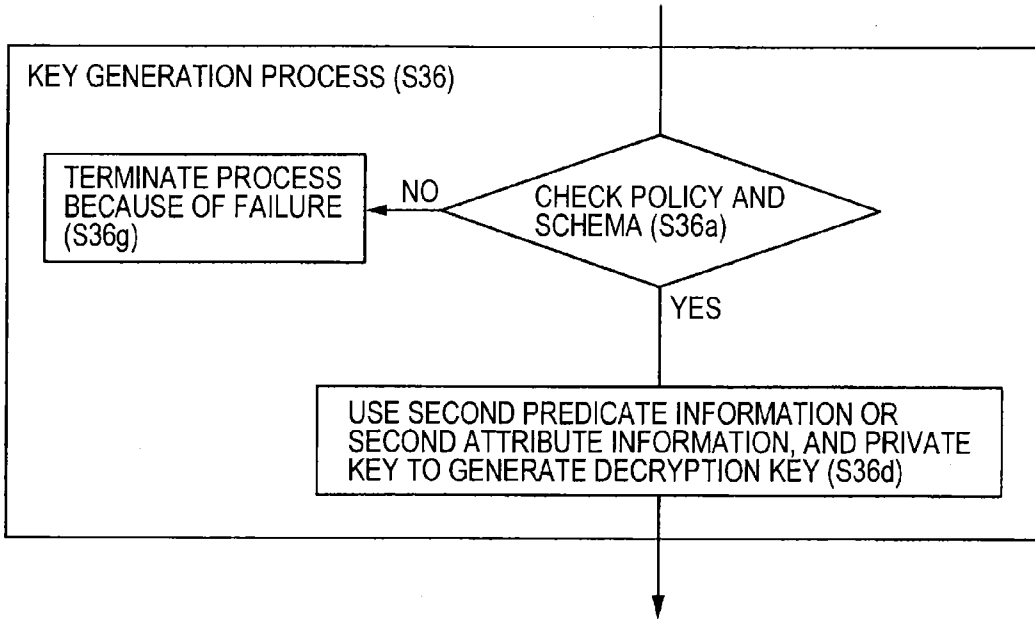 KEY GENERATION PROCESS (S36)
TERMINATE PROCESS
BECAUSE OF FAILURE
(S36g)
NO
CHECK POLICY AND
SCHEMA (S36a)
YES
USE SECOND PREDICATE INFORMATION OR
SECOND ATTRIBUTE INFORMATION, AND PRIVATE
KEY TO GENERATE DECRYPTION KEY (S36d)